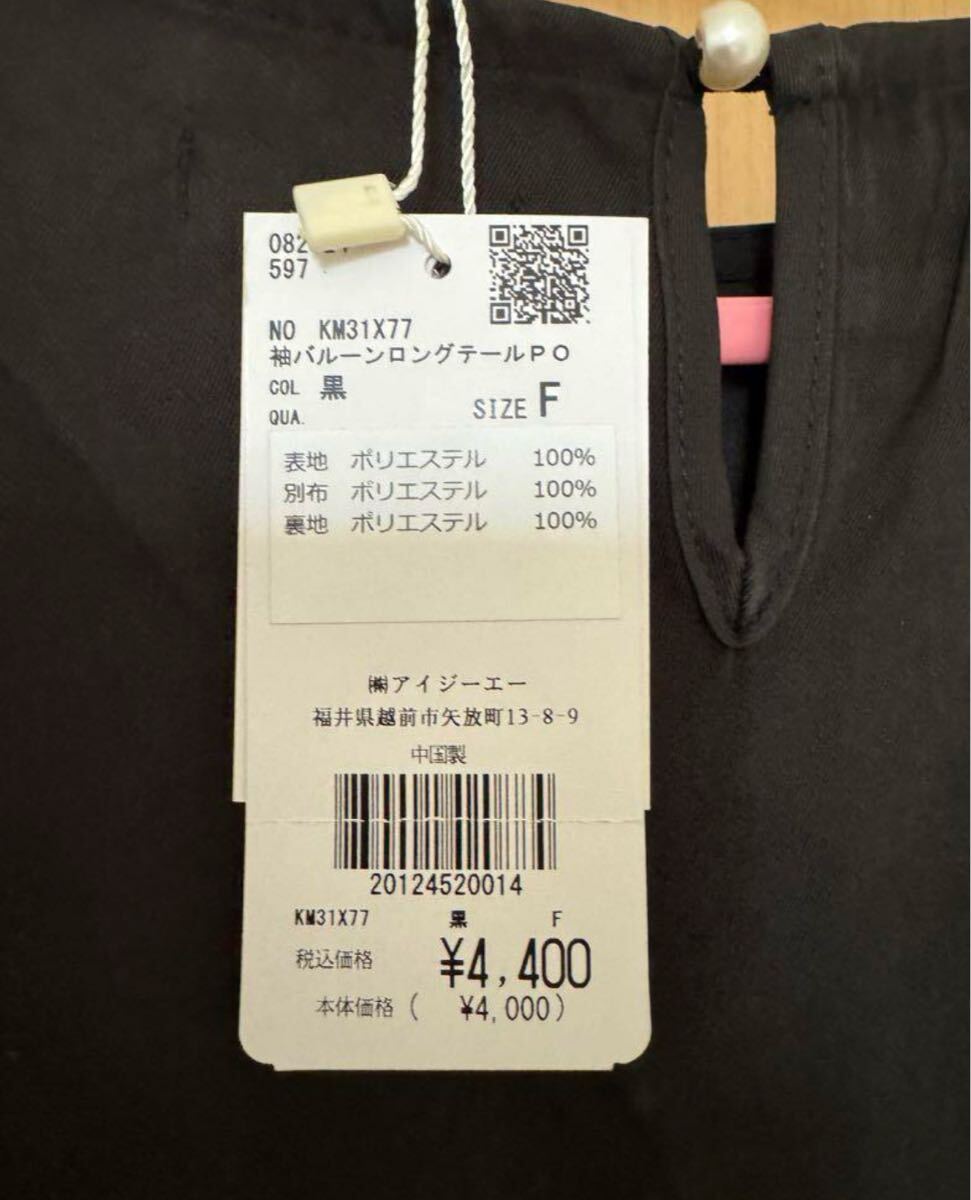 082
597
NO KM31X77
袖バルーンロングテールPO
COL 黒
QUA.
SIZE F
表地 ポリエステル 100%
別布 ポリエステル 100%
裏地 ポリエステル 100%
㈱アイジーエー
福井県越前市矢放町13-8-9
中国製
20124520014
KM31X77 黒 F
税込価格 ¥4,400
本体価格( ¥4,000)